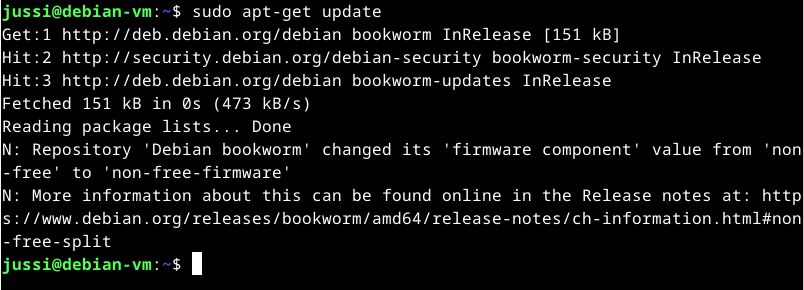 jussi@debian-vm:~$ sudo apt-get update
Get:1 http://deb.debian.org/debian bookworm InRelease [151 kB]
Hit:2 http://security.debian.org/debian-security bookworm-security InRelease
Hit:3 http://deb.debian.org/debian bookworm-updates InRelease
Fetched 151 kB in 0s (473 kB/s)
Reading package lists... Done
N: Repository 'Debian bookworm' changed its 'firmware component' value from 'non
-free' to 'non-free-firmware'
N: More information about this can be found online in the Release notes at: http
s://www.debian.org/releases/bookworm/amd64/release-notes/ch-information.html#non
-free-split
jussi@debian-vm:~$